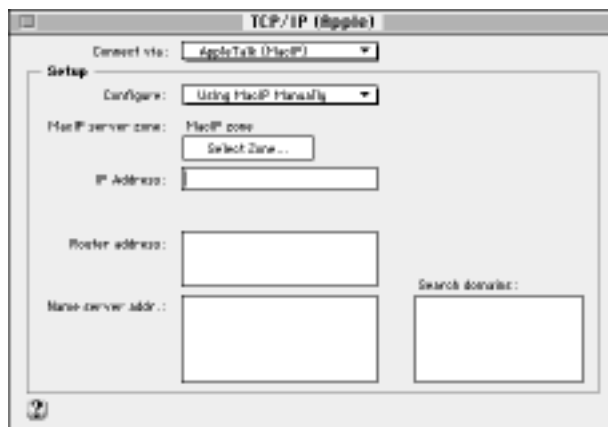 TCP/IP (Apple)
Connect via: AppleTalk (MacIP)
Setup
Configure: Using MacIP Manually
MacIP server zone: MacIP zone
Select Zone...
IP Address:
Router address:
Search domains:
Name server addr.:
?